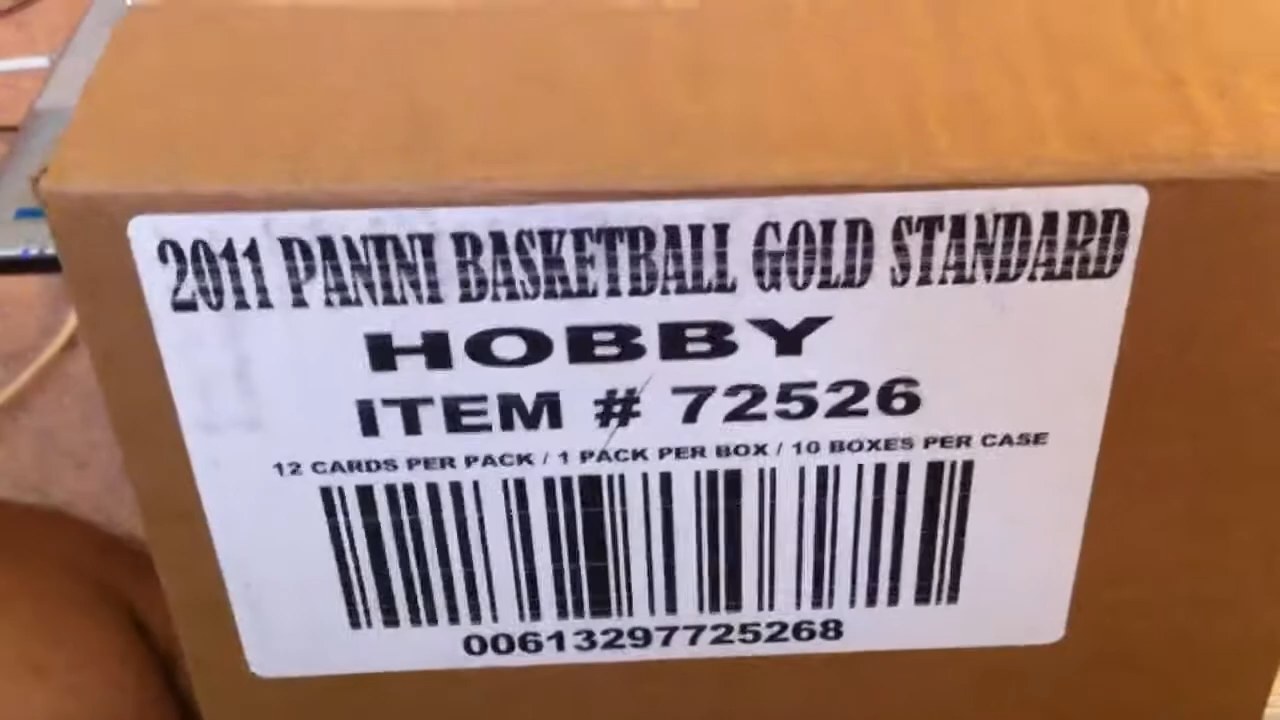 2011 PANINI BASKETBALL GOLD STANDARD
HOBBY
ITEM # 72526
12 CARDS PER PACK / 1 PACK PER BOX / 10 BOXES PER CASE
00613297725268